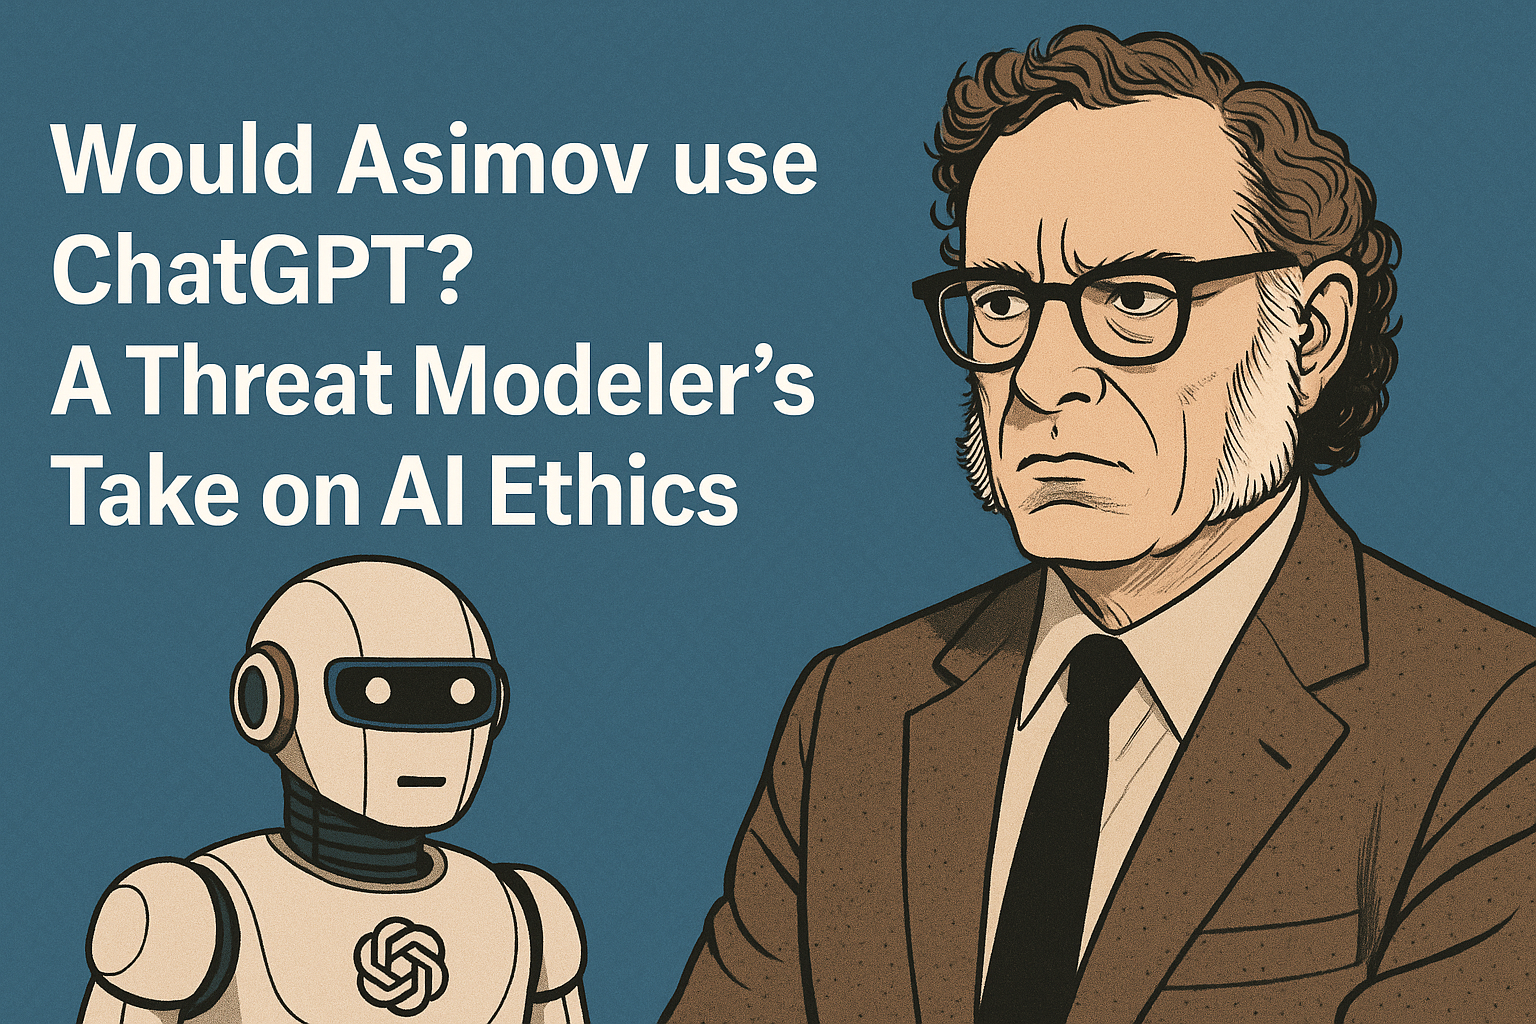 Would Asimov use
ChatGPT?
A Threat Modeler’s
Take on AI Ethics